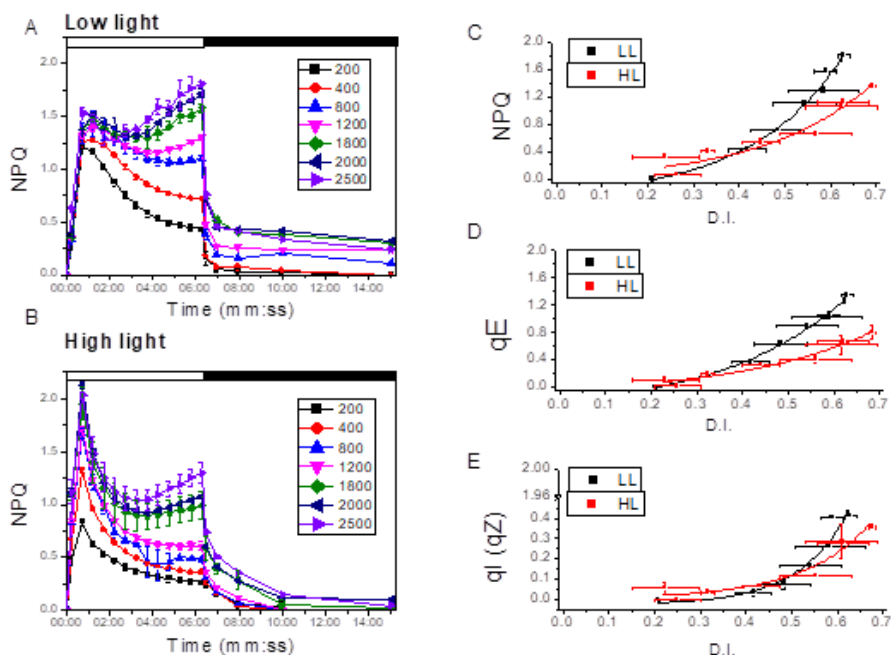 A
Low light
2.0
1.5
1.0
0.5
0.0
NPQ
200
400
800
1200
1800
2000
2500
00:00 02:00 04:00 06:00 08:00 10:00 12:00 14:00
Time (mm:ss)
B
High light
2.0
1.5
1.0
0.5
0.0
NPQ
200
400
800
1200
1800
2000
2500
00:00 02:00 04:00 06:00 08:00 10:00 12:00 14:00
Time (mm:ss)
C
2.0
1.6
1.2
0.8
0.4
0.0
NPQ
LL
HL
0.0 0.1 0.2 0.3 0.4 0.5 0.6 0.7
D.I.
D
2.0
1.6
1.2
0.8
0.4
0.0
qE
LL
HL
0.0 0.1 0.2 0.3 0.4 0.5 0.6 0.7
D.I.
E
2.00
1.96
0.4
0.3
0.2
0.1
0.0
qI (qZ)
LL
HL
0.0 0.1 0.2 0.3 0.4 0.5 0.6 0.7
D.I.